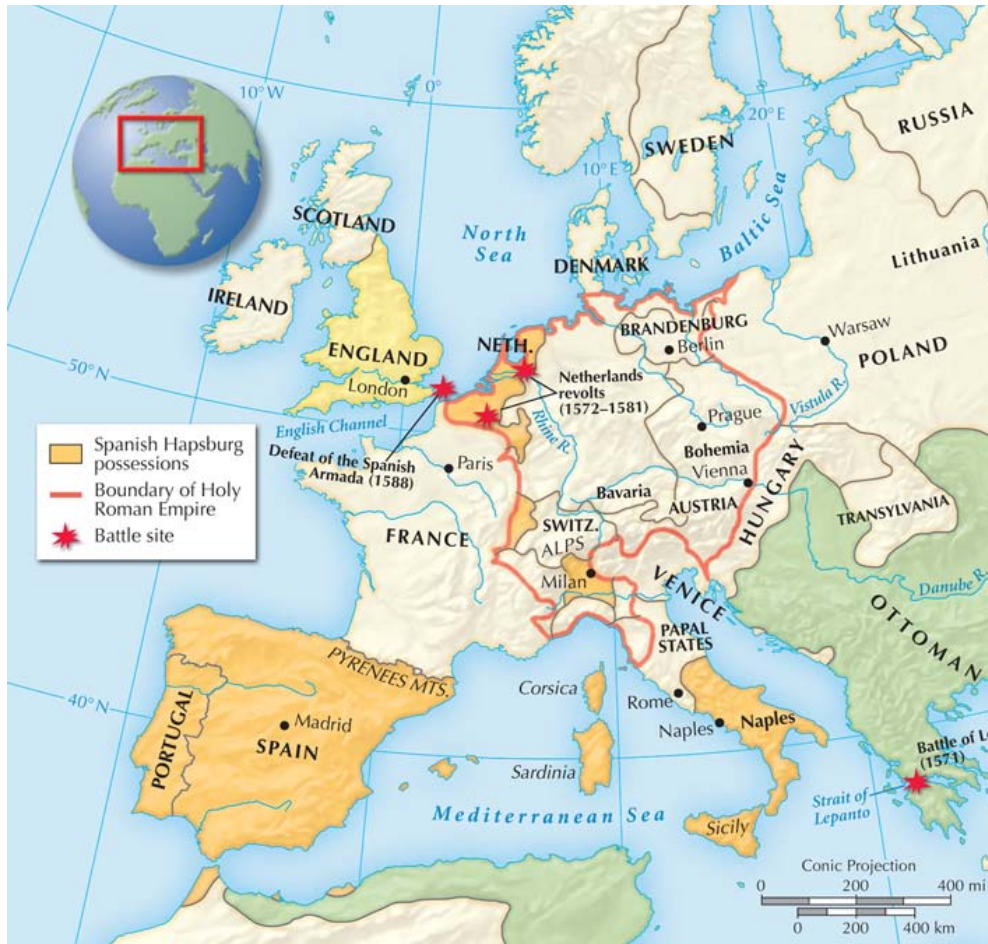 10°W
0°
20°E
RUSSIA
SWEDEN
10°E
SCOTLAND
North
Sea
Baltic Sea
Lithuania
DENMARK
IRELAND
BRANDENBURG
Berlin
Warsaw
NETH.
POLAND
ENGLAND
London
Netherlands
revolts
(1572–1581)
50°N
English Channel
Rhine R.
Prague
Vistula R.
Defeat of the Spanish
Armada (1588)
Bohemia
Spanish Hapsburg
possessions
Boundary of Holy
Roman Empire
Battle site
Paris
Vienna
Bavaria
AUSTRIA
HUNGARY
TRANSYLVANIA
FRANCE
SWITZ.
ALPS
Milan
VENICE
Danube R.
OTTOMAN
PAPAL
STATES
PYRENEES MTS.
Corsica
40°N
Rome
PORTUGAL
Madrid
SPAIN
Naples
Naples
Battle of L
(1571)
Sardinia
Strait of
Lepanto
Mediterranean Sea
Sicily
Conic Projection
0 200 400 mi
0 200 400 km